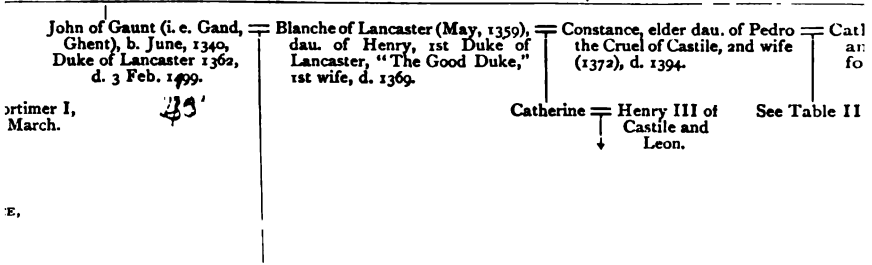 John of Gaunt (i. e. Gand,
Ghent), b. June, 1340,
Duke of Lancaster 1362,
d. 3 Feb. 1499.
Blanche of Lancaster (May, 1359),
dau. of Henry, 1st Duke of
Lancaster, "The Good Duke,"
1st wife, d. 1369.
Constance, elder dau. of Pedro
the Cruel of Castile, 2nd wife
(1372), d. 1394.
ortimer I,
March.
Catherine = Henry III of
Castile and
Leon.
See Table II